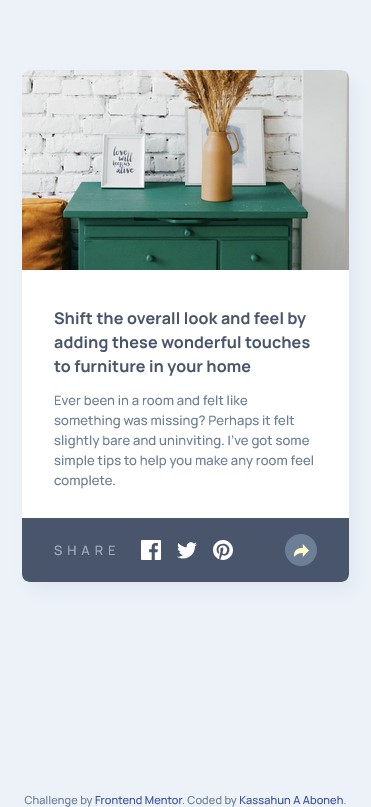 love
will
keep us
alive
Shift the overall look and feel by
adding these wonderful touches
to furniture in your home
Ever been in a room and felt like
something was missing? Perhaps it felt
slightly bare and uninviting. I've got some
simple tips to help you make any room feel
complete.
SHARE
Challenge by Frontend Mentor. Coded by Kassahun A Aboneh.